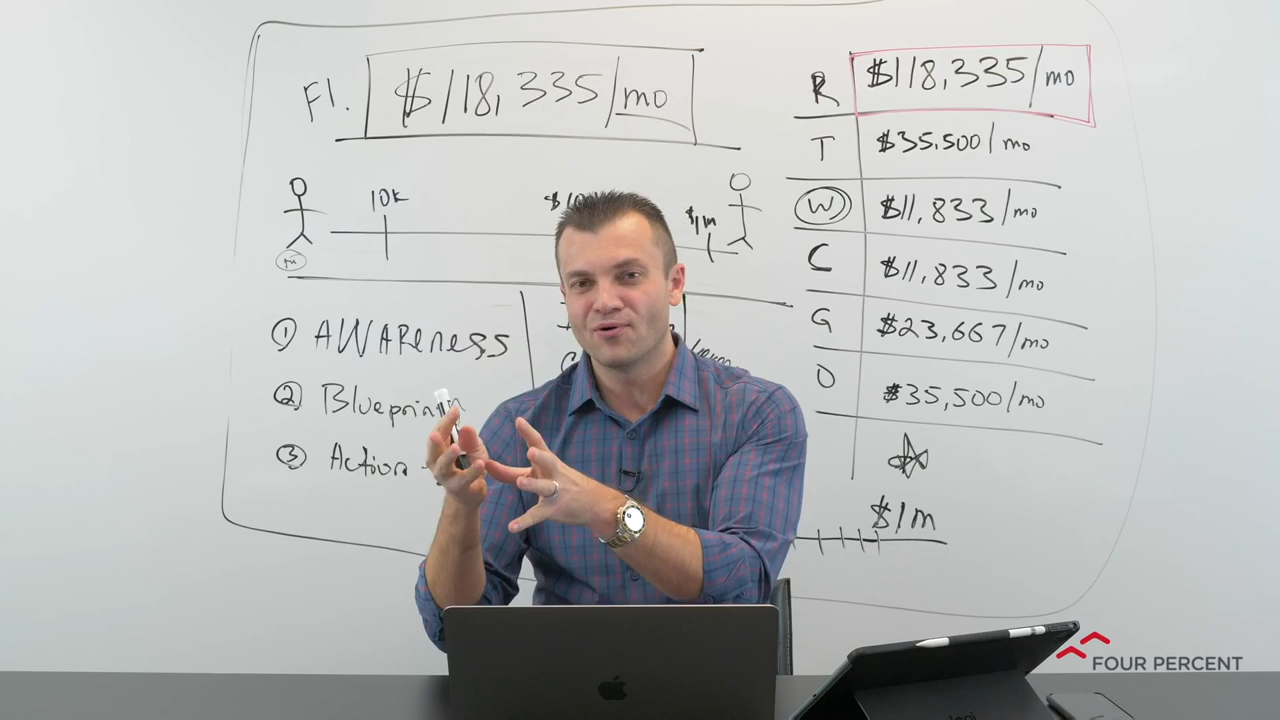 FI. $118,335/mo
10k
$1m
① AWAReness
② Blueprint
③ Action
R $118,335/mo
T $35,500/mo
W $11,833/mo
C $11,833/mo
G $23,667/mo
O $35,500/mo
$1m
FOUR PERCENT